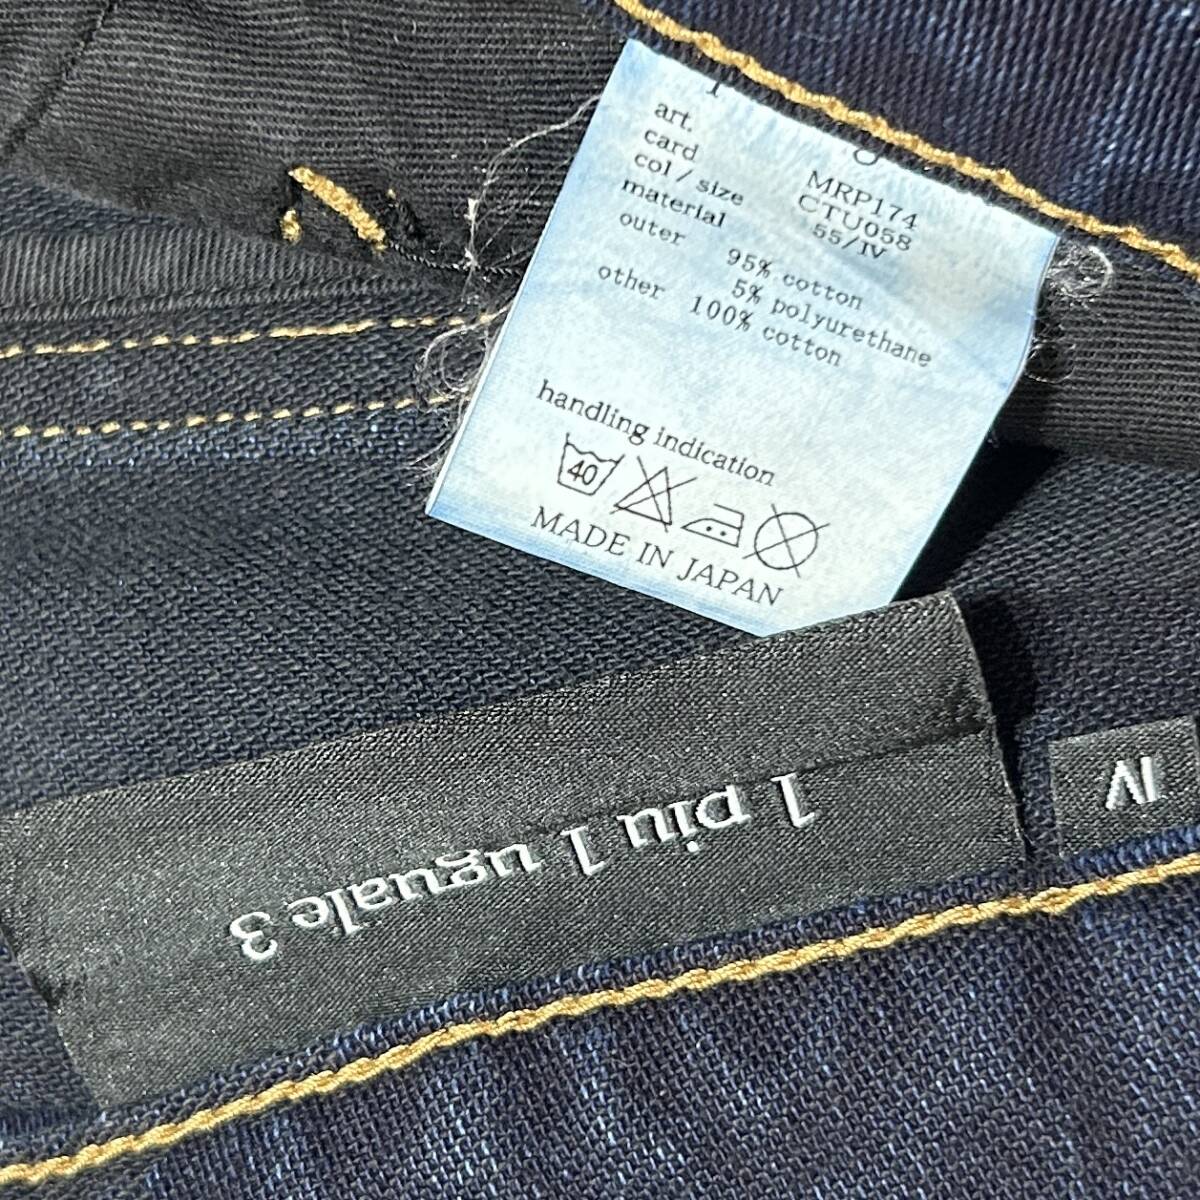 art. MRP174
card CTU058
col / size 55/IV
material
outer 95% cotton
5% polyurethane
other 100% cotton
handling indication
40
MADE IN JAPAN
1 piu 1 uguale 3
IV